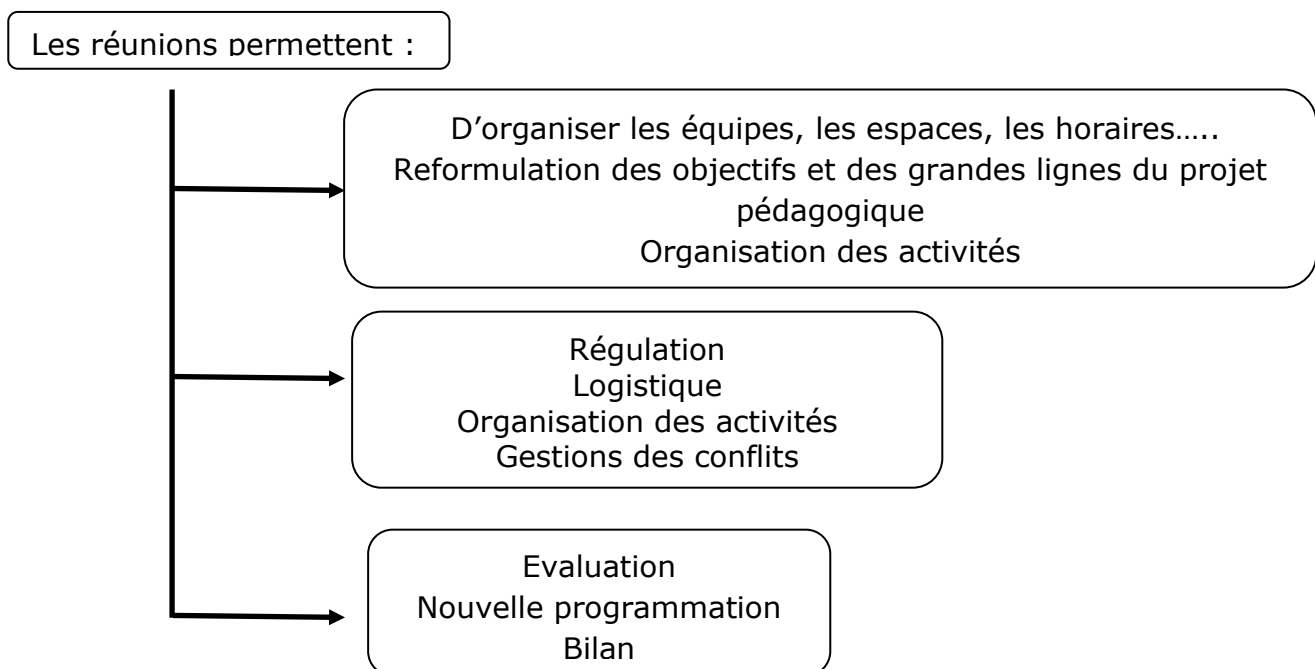 Les réunions permettent :
D’organiser les équipes, les espaces, les horaires…..
Reformulation des objectifs et des grandes lignes du projet
pédagogique
Organisation des activités
Régulation
Logistique
Organisation des activités
Gestions des conflits
Evaluation
Nouvelle programmation
Bilan